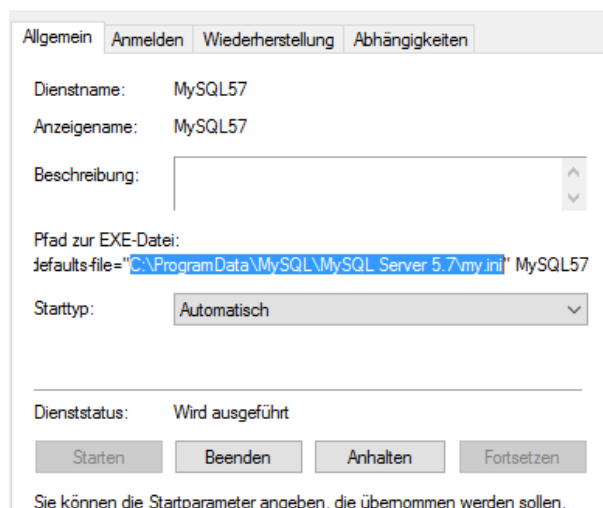 Allgemein Anmelden Wiederherstellung Abhängigkeiten
Dienstname: MySQL57
Anzeigename: MySQL57
Beschreibung:
Pfad zur EXE-Datei:
defaults-file="C:\ProgramData\MySQL\MySQL Server 5.7\my.ini" MySQL57
Starttyp: Automatisch
Dienststatus: Wird ausgeführt
Starten Beenden Anhalten Fortsetzen
Sie können die Startparameter angeben, die übernommen werden sollen,